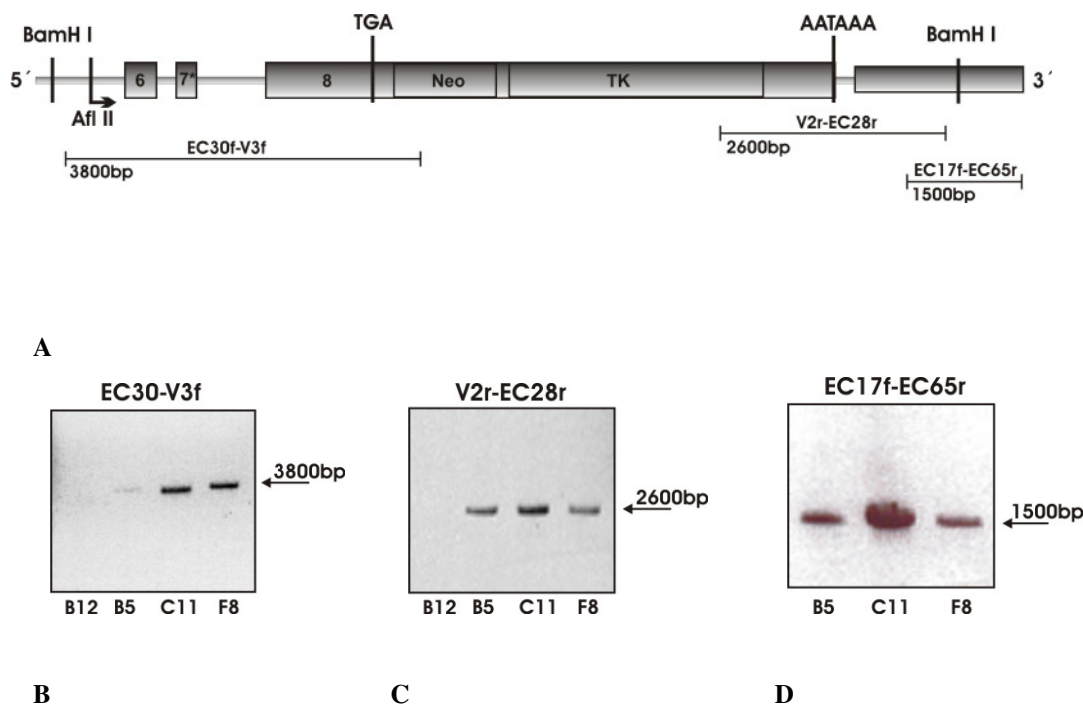 TGA
AATAAA
BamH I
BamH I
5´
6
7*
8
Neo
TK
3´
Afl II
EC30f-V3f
3800bp
V2r-EC28r
2600bp
EC17f-EC65r
1500bp
A
EC30-V3f
3800bp
B12 B5 C11 F8
V2r-EC28r
2600bp
B12 B5 C11 F8
EC17f-EC65r
1500bp
B5 C11 F8
B
C
D